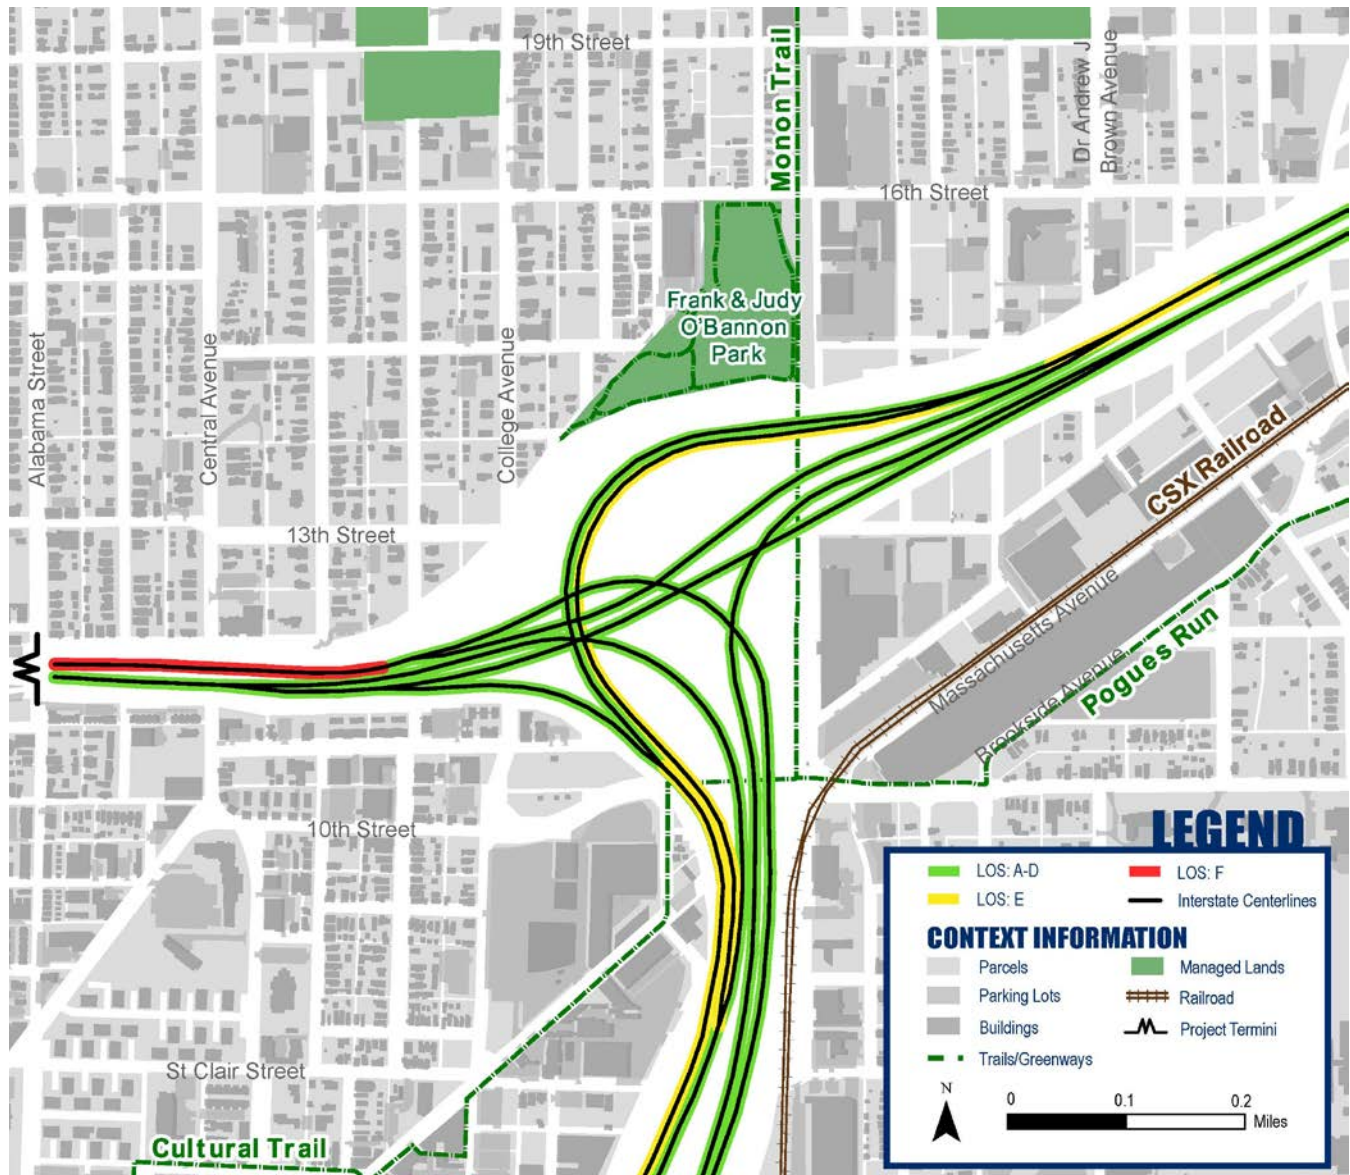 19th Street
Monon Trail
Dr Andrew J
Brown Avenue
16th Street
Frank & Judy
O'Bannon
Park
Alabama Street
Central Avenue
College Avenue
13th Street
CSX Railroad
Massachusetts Avenue
Brookside Avenue
Pogues Run
10th Street
St Clair Street
Cultural Trail
LEGEND
LOS: A-D
LOS: F
LOS: E
Interstate Centerlines
CONTEXT INFORMATION
Parcels
Managed Lands
Parking Lots
Railroad
Buildings
Project Termini
Trails/Greenways
N
0 0.1 0.2
Miles